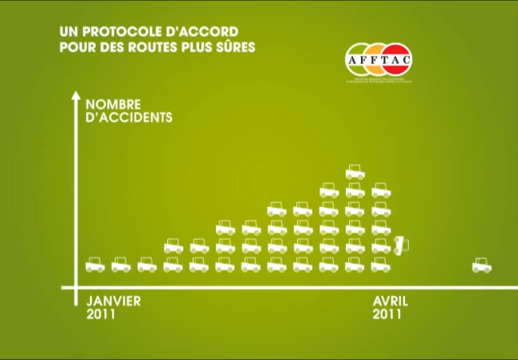 UN PROTOCOLE D'ACCORD
POUR DES ROUTES PLUS SÛRES
AFFTAC
NOMBRE
D'ACCIDENTS
JANVIER
2011
AVRIL
2011